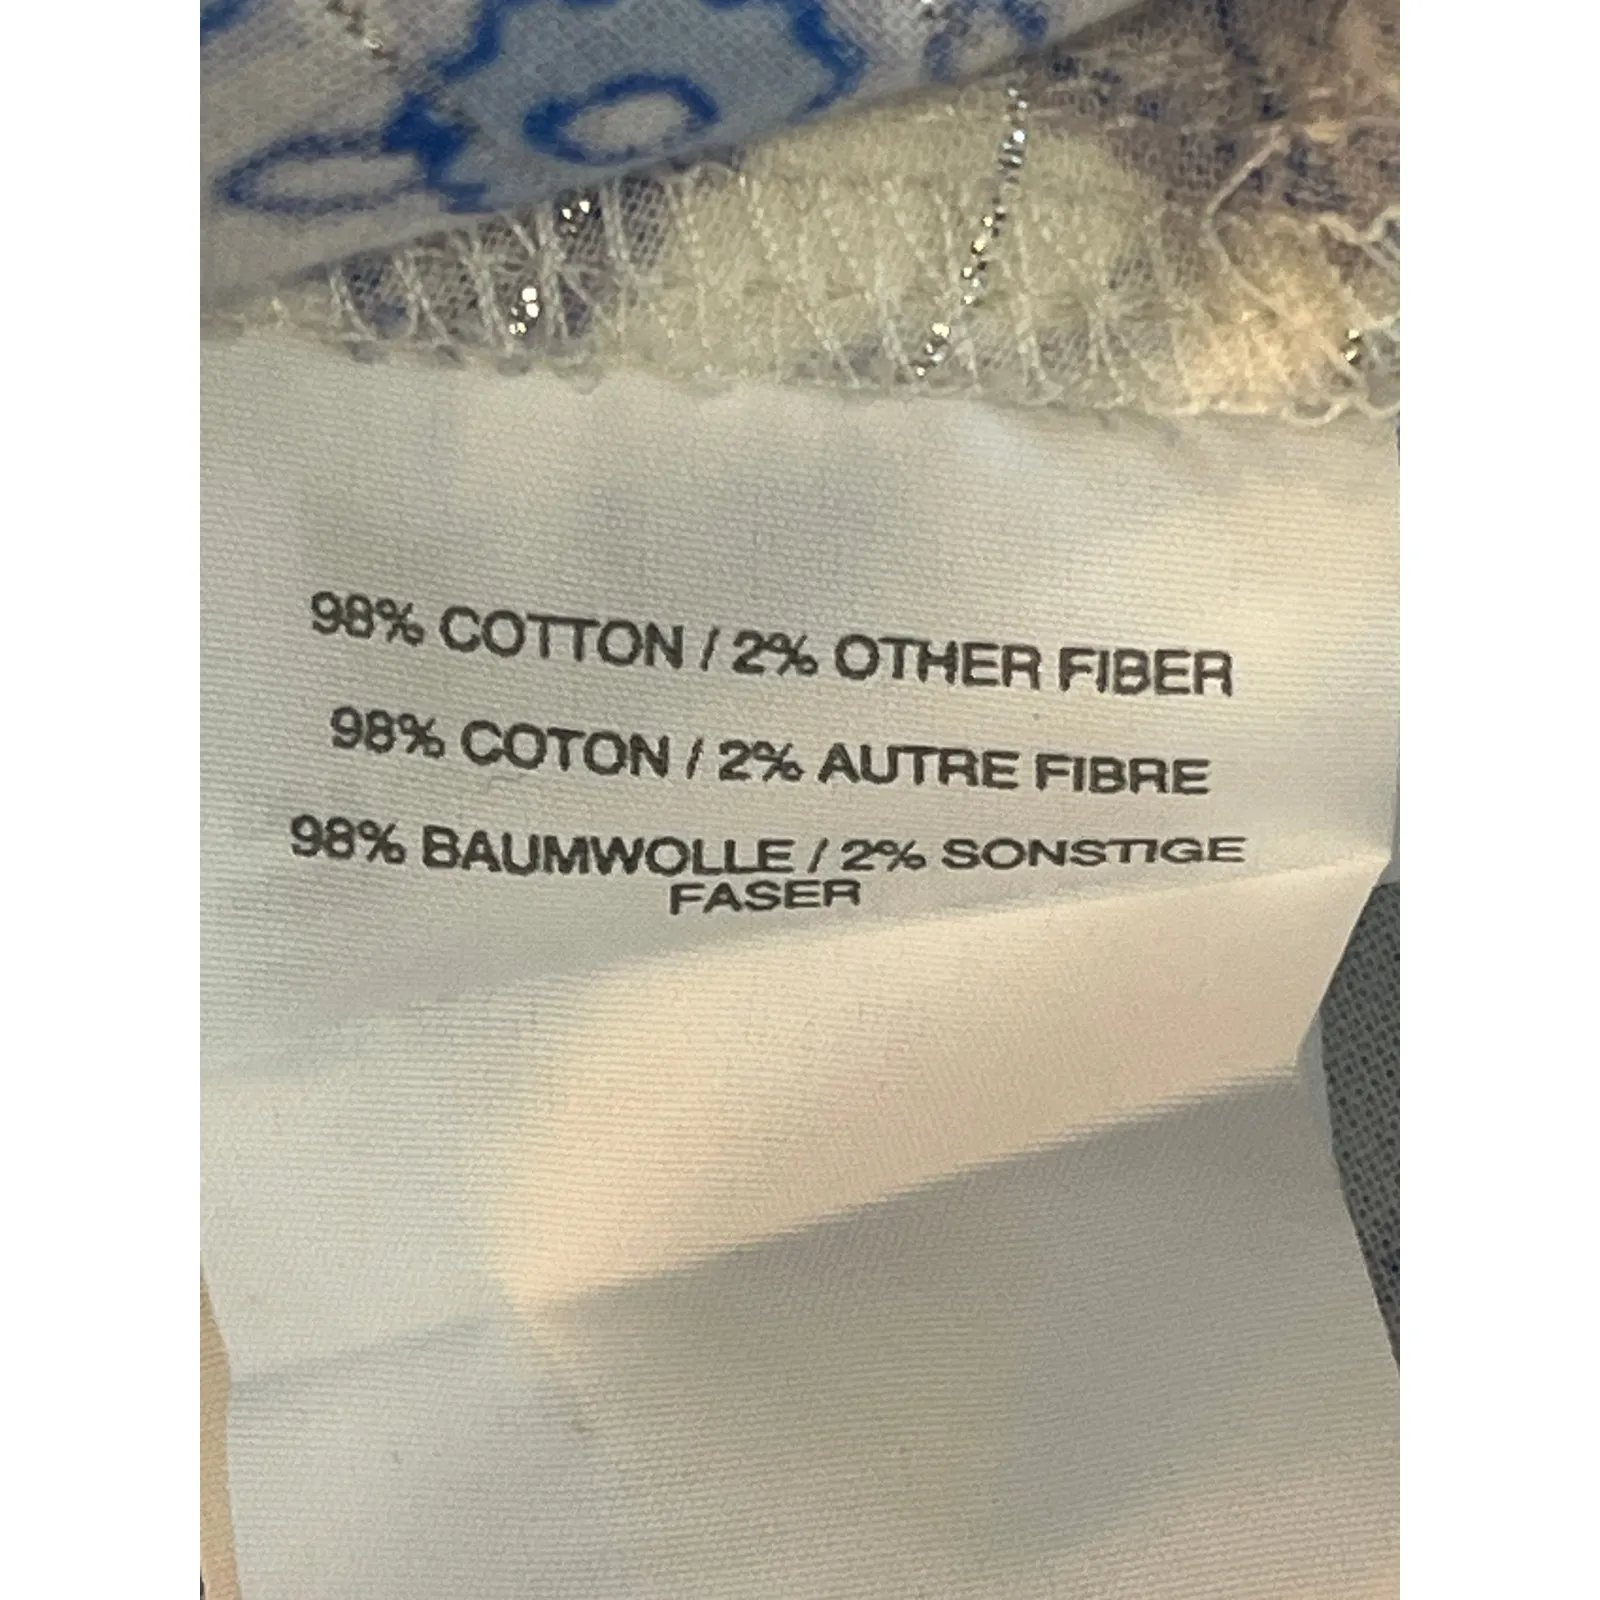 98% COTTON / 2% OTHER FIBER
98% COTON / 2% AUTRE FIBRE
98% BAUMWOLLE / 2% SONSTIGE
FASER